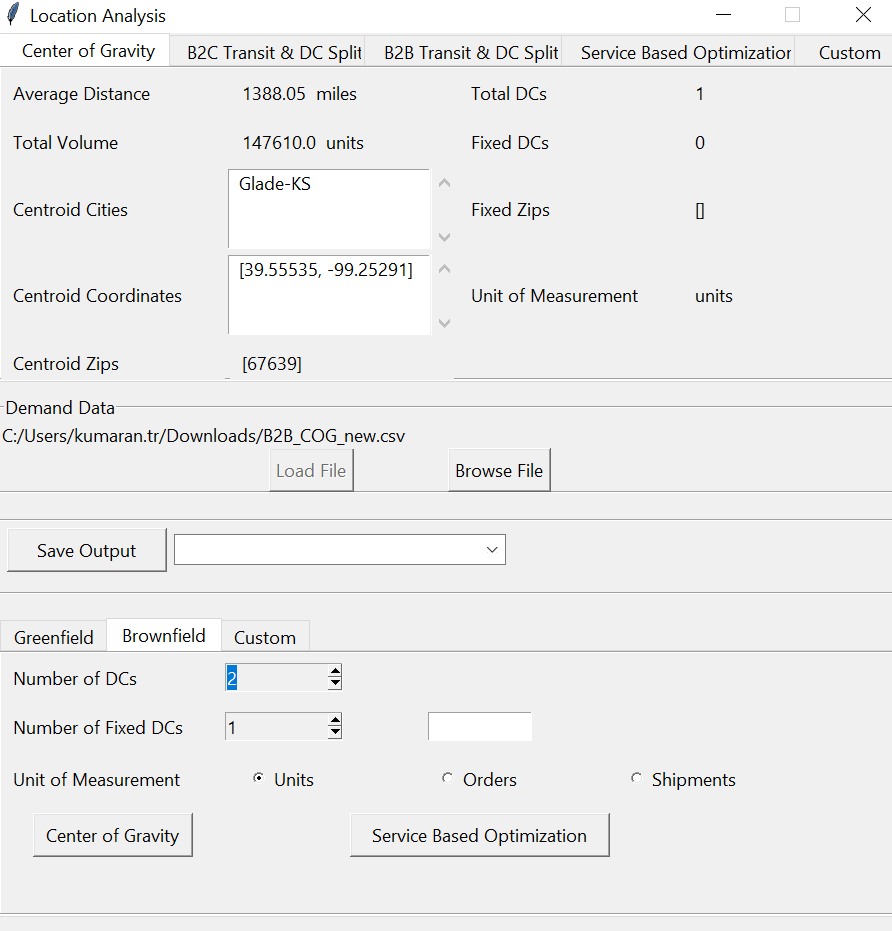 Location Analysis
Center of Gravity B2C Transit & DC Split B2B Transit & DC Split Service Based Optimization Custom
Average Distance 1388.05 miles Total DCs 1
Total Volume 147610.0 units Fixed DCs 0
Glade-KS
Centroid Cities Fixed Zips []
[39.55535, -99.25291]
Centroid Coordinates Unit of Measurement units
Centroid Zips [67639]
Demand Data
C:/Users/kumaran.tr/Downloads/B2B_COG_new.csv
Load File Browse File
Save Output
Greenfield Brownfield Custom
Number of DCs 2
Number of Fixed DCs 1
Unit of Measurement Units Orders Shipments
Center of Gravity Service Based Optimization